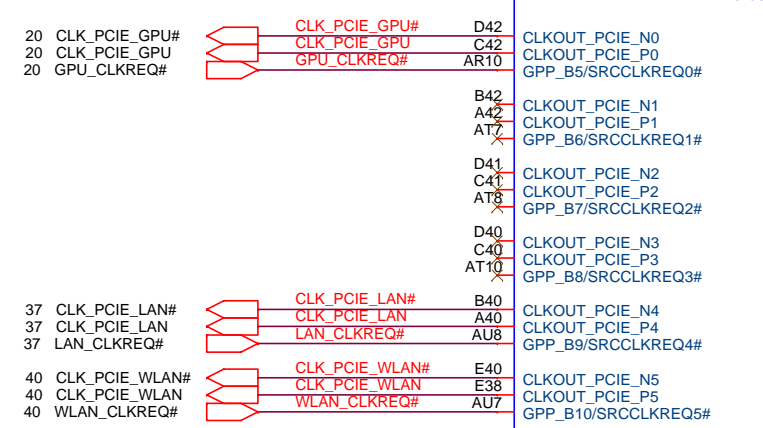 20 CLK_PCIE_GPU# CLK_PCIE_GPU# D42 CLKOUT_PCIE_N0
20 CLK_PCIE_GPU CLK_PCIE_GPU C42 CLKOUT_PCIE_P0
20 GPU_CLKREQ# GPU_CLKREQ# AR10 GPP_B5/SRCCLKREQ0#
B42 CLKOUT_PCIE_N1
A42 CLKOUT_PCIE_P1
AT7 GPP_B6/SRCCLKREQ1#
D41 CLKOUT_PCIE_N2
C41 CLKOUT_PCIE_P2
AT8 GPP_B7/SRCCLKREQ2#
D40 CLKOUT_PCIE_N3
C40 CLKOUT_PCIE_P3
AT10 GPP_B8/SRCCLKREQ3#
37 CLK_PCIE_LAN# CLK_PCIE_LAN# B40 CLKOUT_PCIE_N4
37 CLK_PCIE_LAN CLK_PCIE_LAN A40 CLKOUT_PCIE_P4
37 LAN_CLKREQ# LAN_CLKREQ# AU8 GPP_B9/SRCCLKREQ4#
40 CLK_PCIE_WLAN# CLK_PCIE_WLAN# E40 CLKOUT_PCIE_N5
40 CLK_PCIE_WLAN CLK_PCIE_WLAN E38 CLKOUT_PCIE_P5
40 WLAN_CLKREQ# WLAN_CLKREQ# AU7 GPP_B10/SRCCLKREQ5#